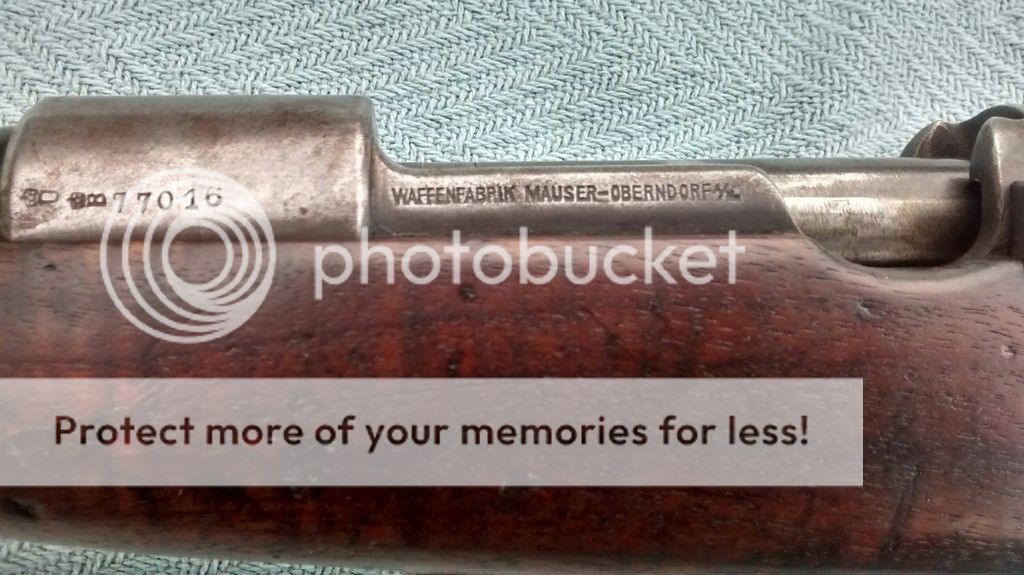 77016
WAFFENFABRIK MAUSER-OBERNDORF A/N.
photobucket
Protect more of your memories for less!